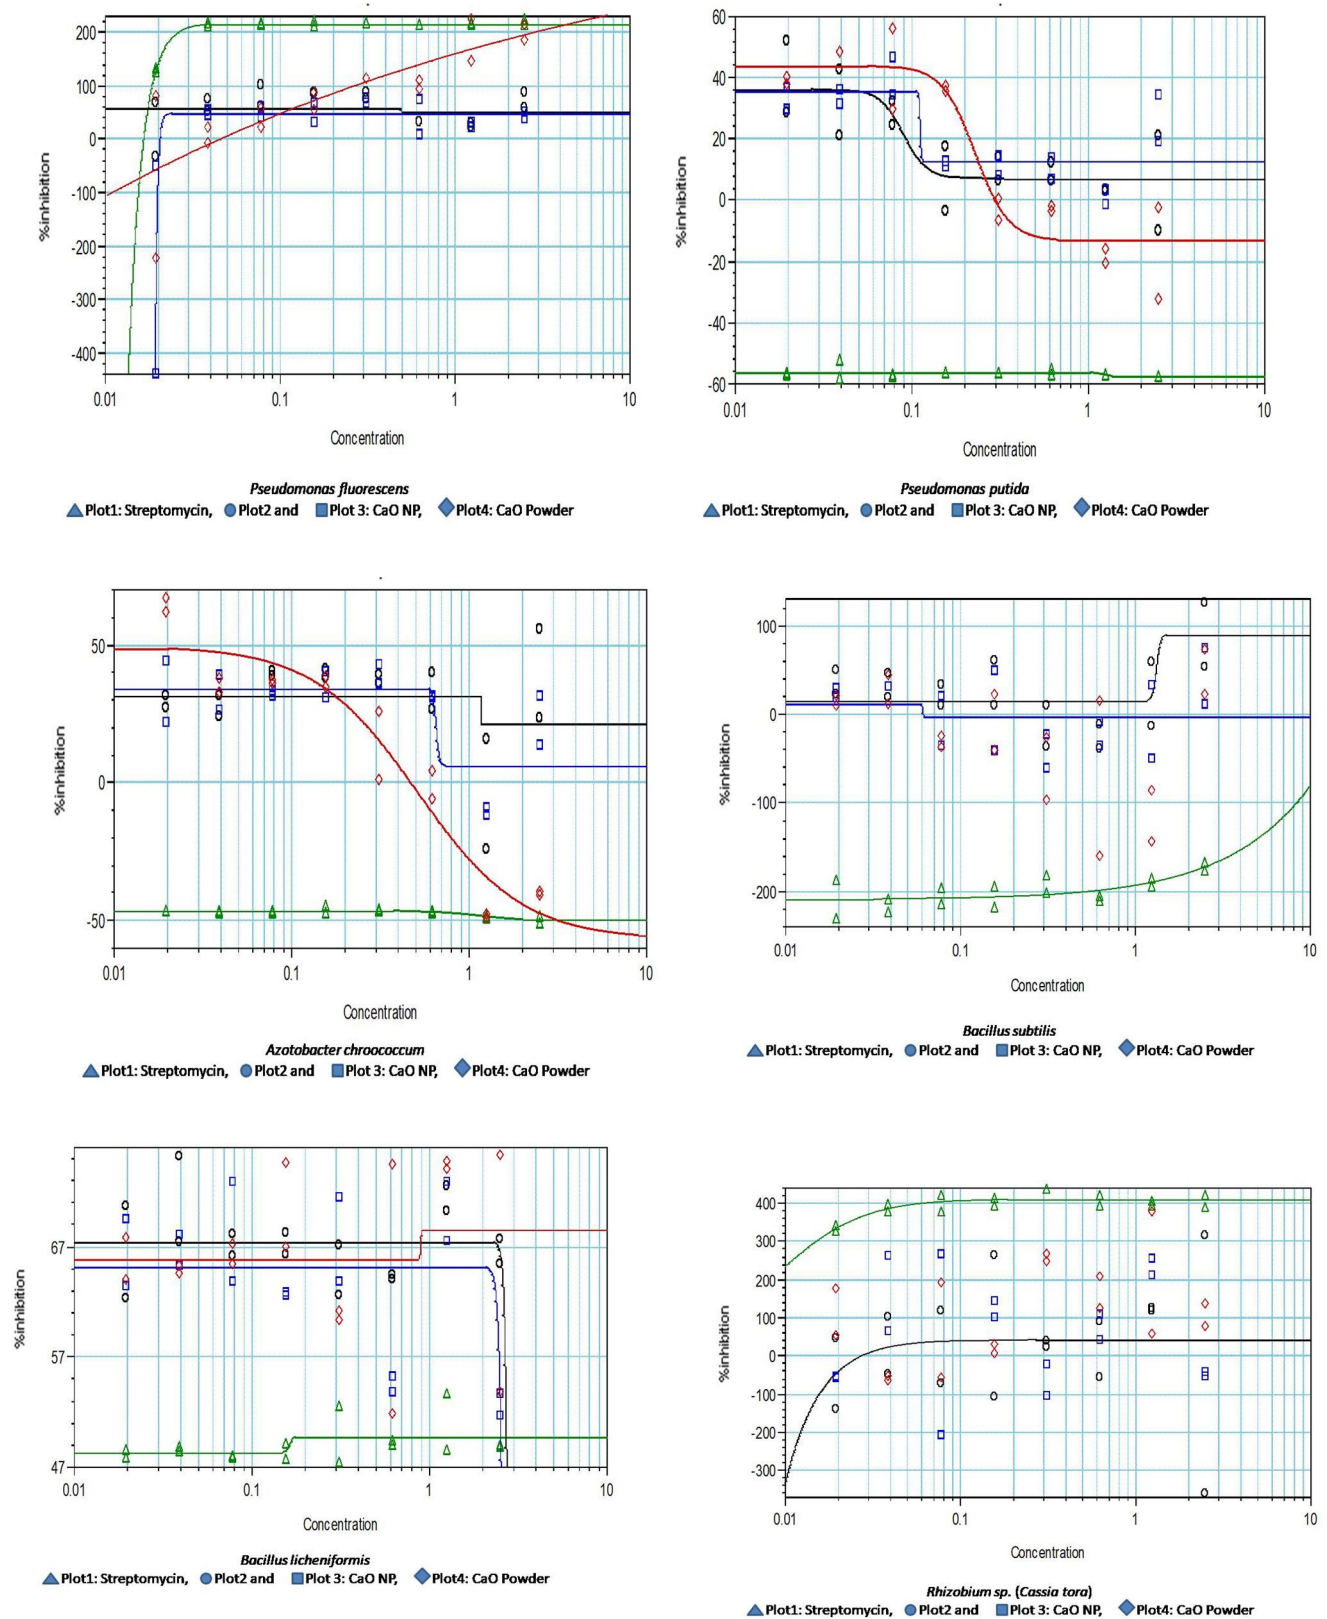 200
100
0
-100
-200
-300
-400
%inhibition
0.01 0.1 1 10
Concentration
Pseudomonas fluorescens
Plot1: Streptomycin, Plot2 and Plot 3: CaO NP, Plot4: CaO Powder
60
40
20
0
-20
-40
-60
%inhibition
0.01 0.1 1 10
Concentration
Pseudomonas putida
Plot1: Streptomycin, Plot2 and Plot 3: CaO NP, Plot4: CaO Powder
50
0
-50
%inhibition
0.01 0.1 1 10
Concentration
Azotobacter chroococcum
Plot1: Streptomycin, Plot2 and Plot 3: CaO NP, Plot4: CaO Powder
100
0
-100
-200
%inhibition
0.01 0.1 1 10
Concentration
Bacillus subtilis
Plot1: Streptomycin, Plot2 and Plot 3: CaO NP, Plot4: CaO Powder
67
57
47
%inhibition
0.01 0.1 1 10
Concentration
Bacillus licheniformis
Plot1: Streptomycin, Plot2 and Plot 3: CaO NP, Plot4: CaO Powder
400
300
200
100
0
-100
-200
-300
%inhibition
0.01 0.1 1 10
Concentration
Rhizobium sp. (Cassia tora)
Plot1: Streptomycin, Plot2 and Plot 3: CaO NP, Plot4: CaO Powder